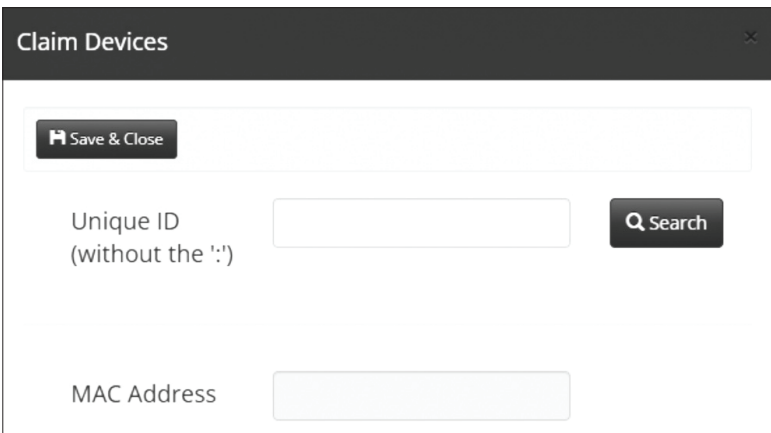 Claim Devices
×
Save & Close
Unique ID
(without the ':')
Search
MAC Address